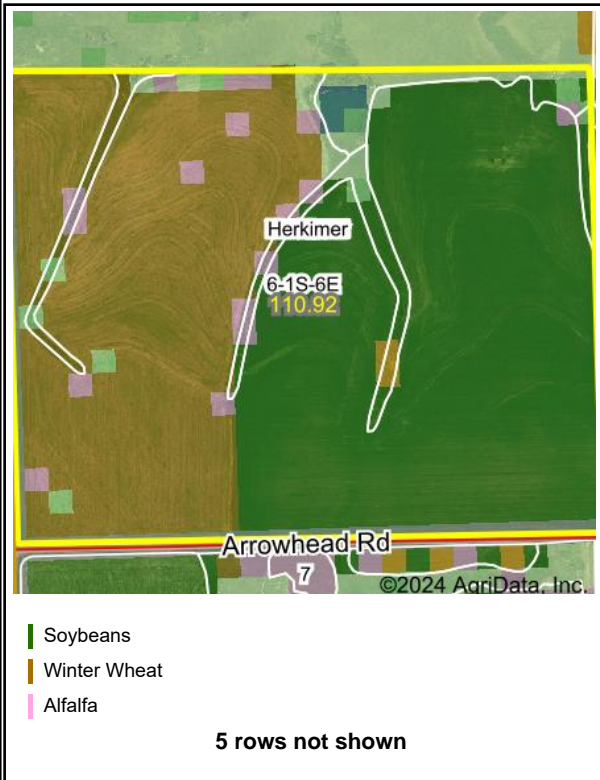 Herkimer
6-1S-6E
110.92
Arrowhead Rd
7
©2024 AgriData, Inc.
Soybeans
Winter Wheat
Alfalfa
5 rows not shown